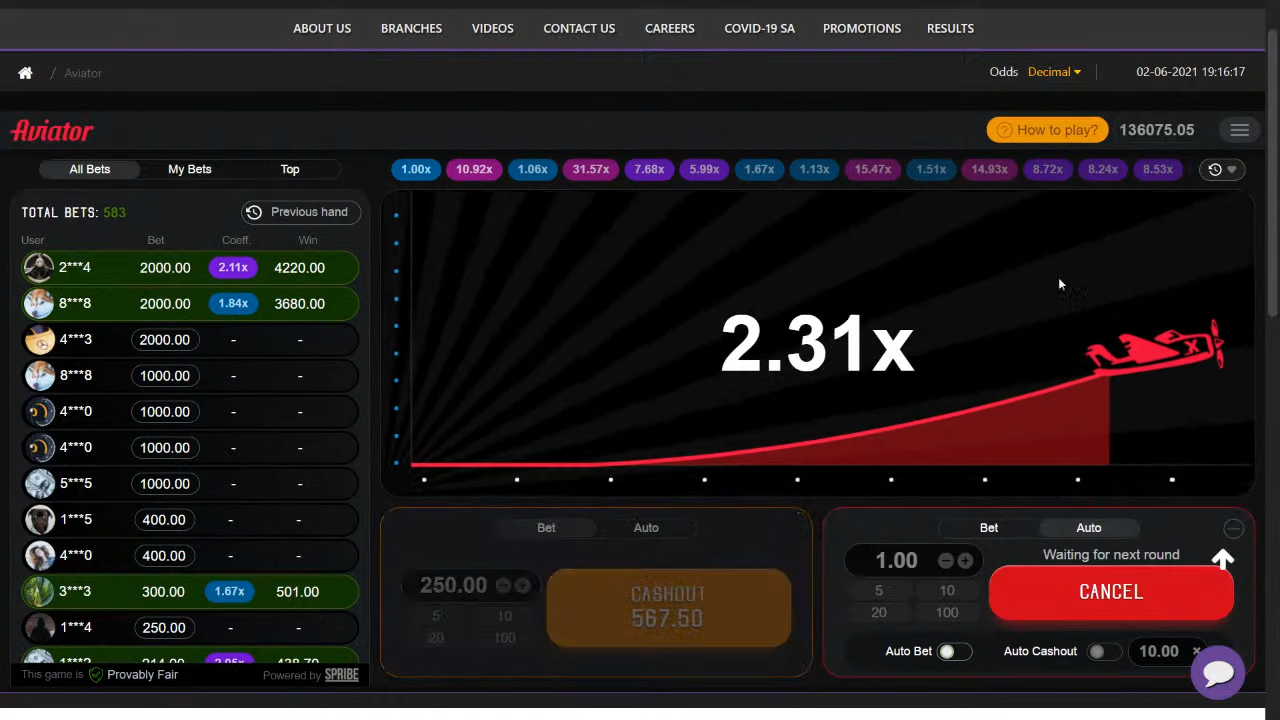 ABOUT US BRANCHES VIDEOS CONTACT US CAREERS COVID-19 SA PROMOTIONS RESULTS
/ Aviator
Odds Decimal 02-06-2021 19:16:17
Aviator
? How to play? 136075.05
All Bets My Bets Top
1.00x 10.92x 1.06x 31.57x 7.68x 5.99x 1.67x 1.13x 15.47x 1.51x 14.93x 8.72x 8.24x 8.53x
TOTAL BETS: 583 Previous hand
User Bet Coeff. Win
2***4 2000.00 2.11x 4220.00
8***8 2000.00 1.84x 3680.00
4***3 2000.00 - -
8***8 1000.00 - -
4***0 1000.00 - -
4***0 1000.00 - -
5***5 1000.00 - -
1***5 400.00 - -
4***0 400.00 - -
3***3 300.00 1.67x 501.00
1***4 250.00 - -
This game is Provably Fair Powered by SPRIBE
2.31x
Bet Auto
250.00
5 10
20 100
CASHOUT
567.50
Bet Auto
1.00
5 10
20 100
Waiting for next round
CANCEL
Auto Bet Auto Cashout 10.00 x